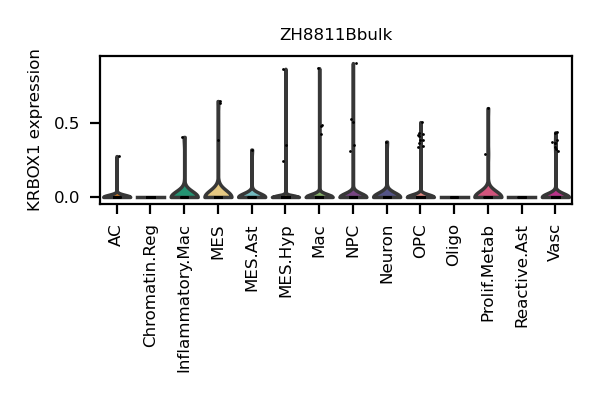 ZH8811Bbulk
KRBOX1 expression
0.5
0.0
AC
Chromatin.Reg
Inflammatory.Mac
MES
MES.Ast
MES.Hyp
Mac
NPC
Neuron
OPC
Oligo
Prolif.Metab
Reactive.Ast
Vasc